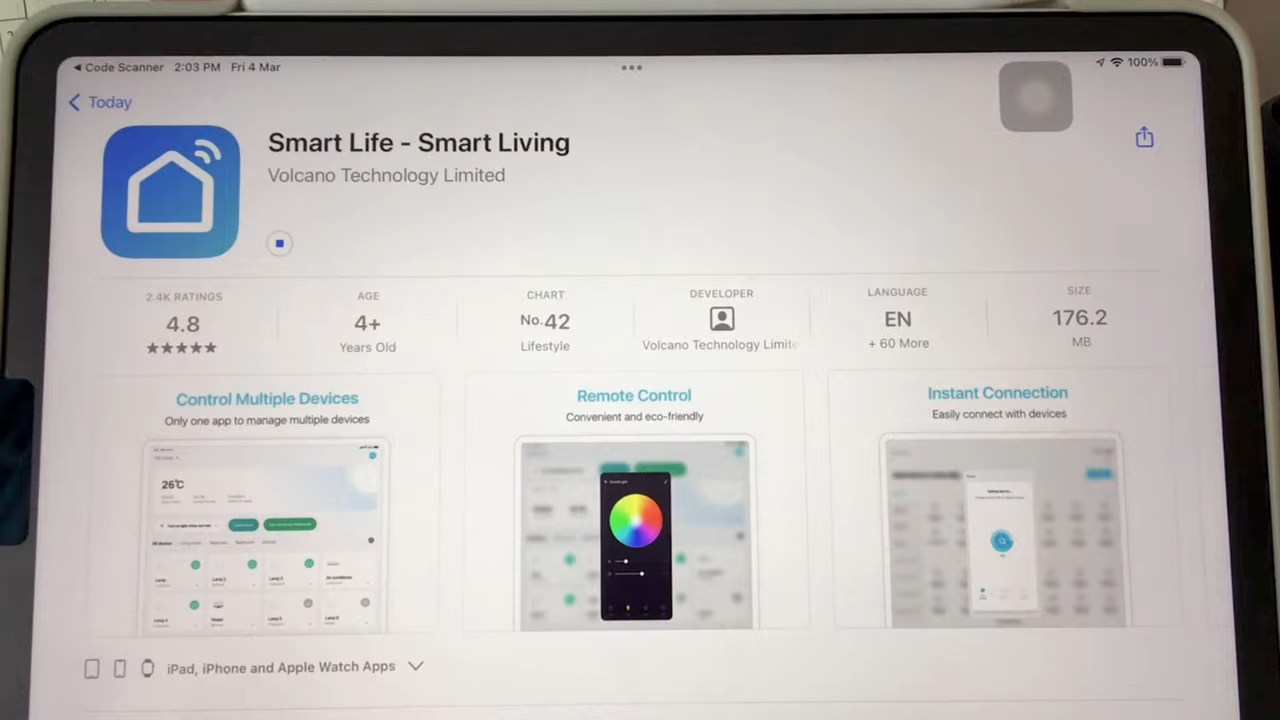 ◀ Code Scanner 2:03 PM Fri 4 Mar
100%
Today
Smart Life - Smart Living
Volcano Technology Limited
2.4K RATINGS
4.8
AGE
4+
Years Old
CHART
No.42
Lifestyle
DEVELOPER
Volcano Technology Limite
LANGUAGE
EN
+ 60 More
SIZE
176.2
MB
Control Multiple Devices
Only one app to manage multiple devices
26℃
Remote Control
Convenient and eco-friendly
Instant Connection
Easily connect with devices
iPad, iPhone and Apple Watch Apps